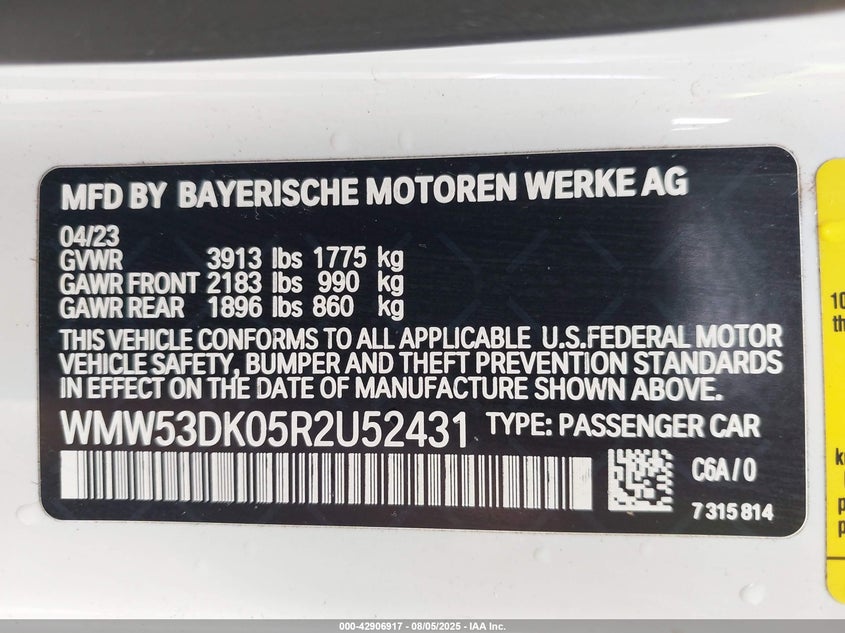 MFD BY BAYERISCHE MOTOREN WERKE AG
04/23
GVWR 3913 lbs 1775 kg
GAWR FRONT 2183 lbs 990 kg
GAWR REAR 1896 lbs 860 kg
THIS VEHICLE CONFORMS TO ALL APPLICABLE U.S.FEDERAL MOTOR
VEHICLE SAFETY, BUMPER AND THEFT PREVENTION STANDARDS
IN EFFECT ON THE DATE OF MANUFACTURE SHOWN ABOVE.
WMW53DK05R2U52431 TYPE: PASSENGER CAR
C6A/0
7 315 814
10
th
k
p
p
000-42906917 - 08/05/2025 - IAA Inc.